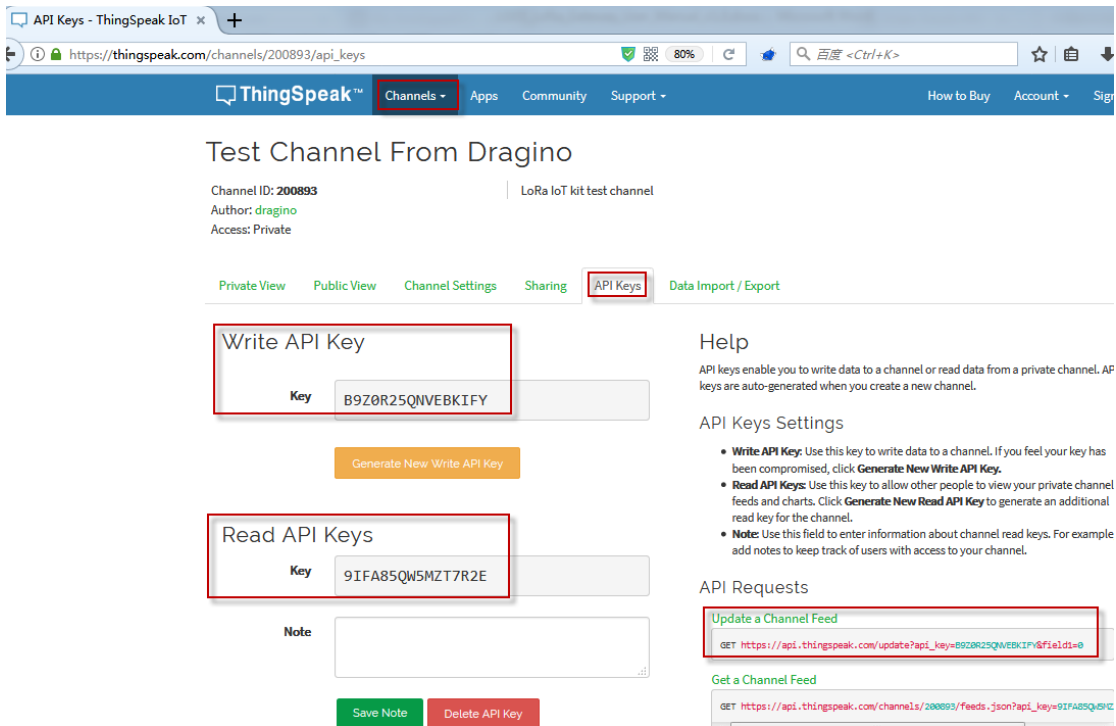 API Keys - ThingSpeak IoT × +
https://thingspeak.com/channels/200893/api_keys 80% 百度 <Ctrl+K>
ThingSpeak™ Channels Apps Community Support How to Buy Account Sign
Test Channel From Dragino
Channel ID: 200893
LoRa IoT kit test channel
Author: dragino
Access: Private
Private View Public View Channel Settings Sharing API Keys Data Import / Export
Write API Key
Key B9Z0R25QNVEBKIFY
Generate New Write API Key
Read API Keys
Key 9IFA85QW5MZT7R2E
Note
Save Note Delete API Key
Help
API keys enable you to write data to a channel or read data from a private channel. AP
keys are auto-generated when you create a new channel.
API Keys Settings
• Write API Key: Use this key to write data to a channel. If you feel your key has
been compromised, click Generate New Write API Key.
• Read API Keys: Use this key to allow other people to view your private channel
feeds and charts. Click Generate New Read API Key to generate an additional
read key for the channel.
• Note: Use this field to enter information about channel read keys. For example
add notes to keep track of users with access to your channel.
API Requests
Update a Channel Feed
GET https://api.thingspeak.com/update?api_key=B9Z0R25QNVEBKIFY&field1=0
Get a Channel Feed
GET https://api.thingspeak.com/channels/200893/feeds.json?api_key=9IFA85QW5MZ